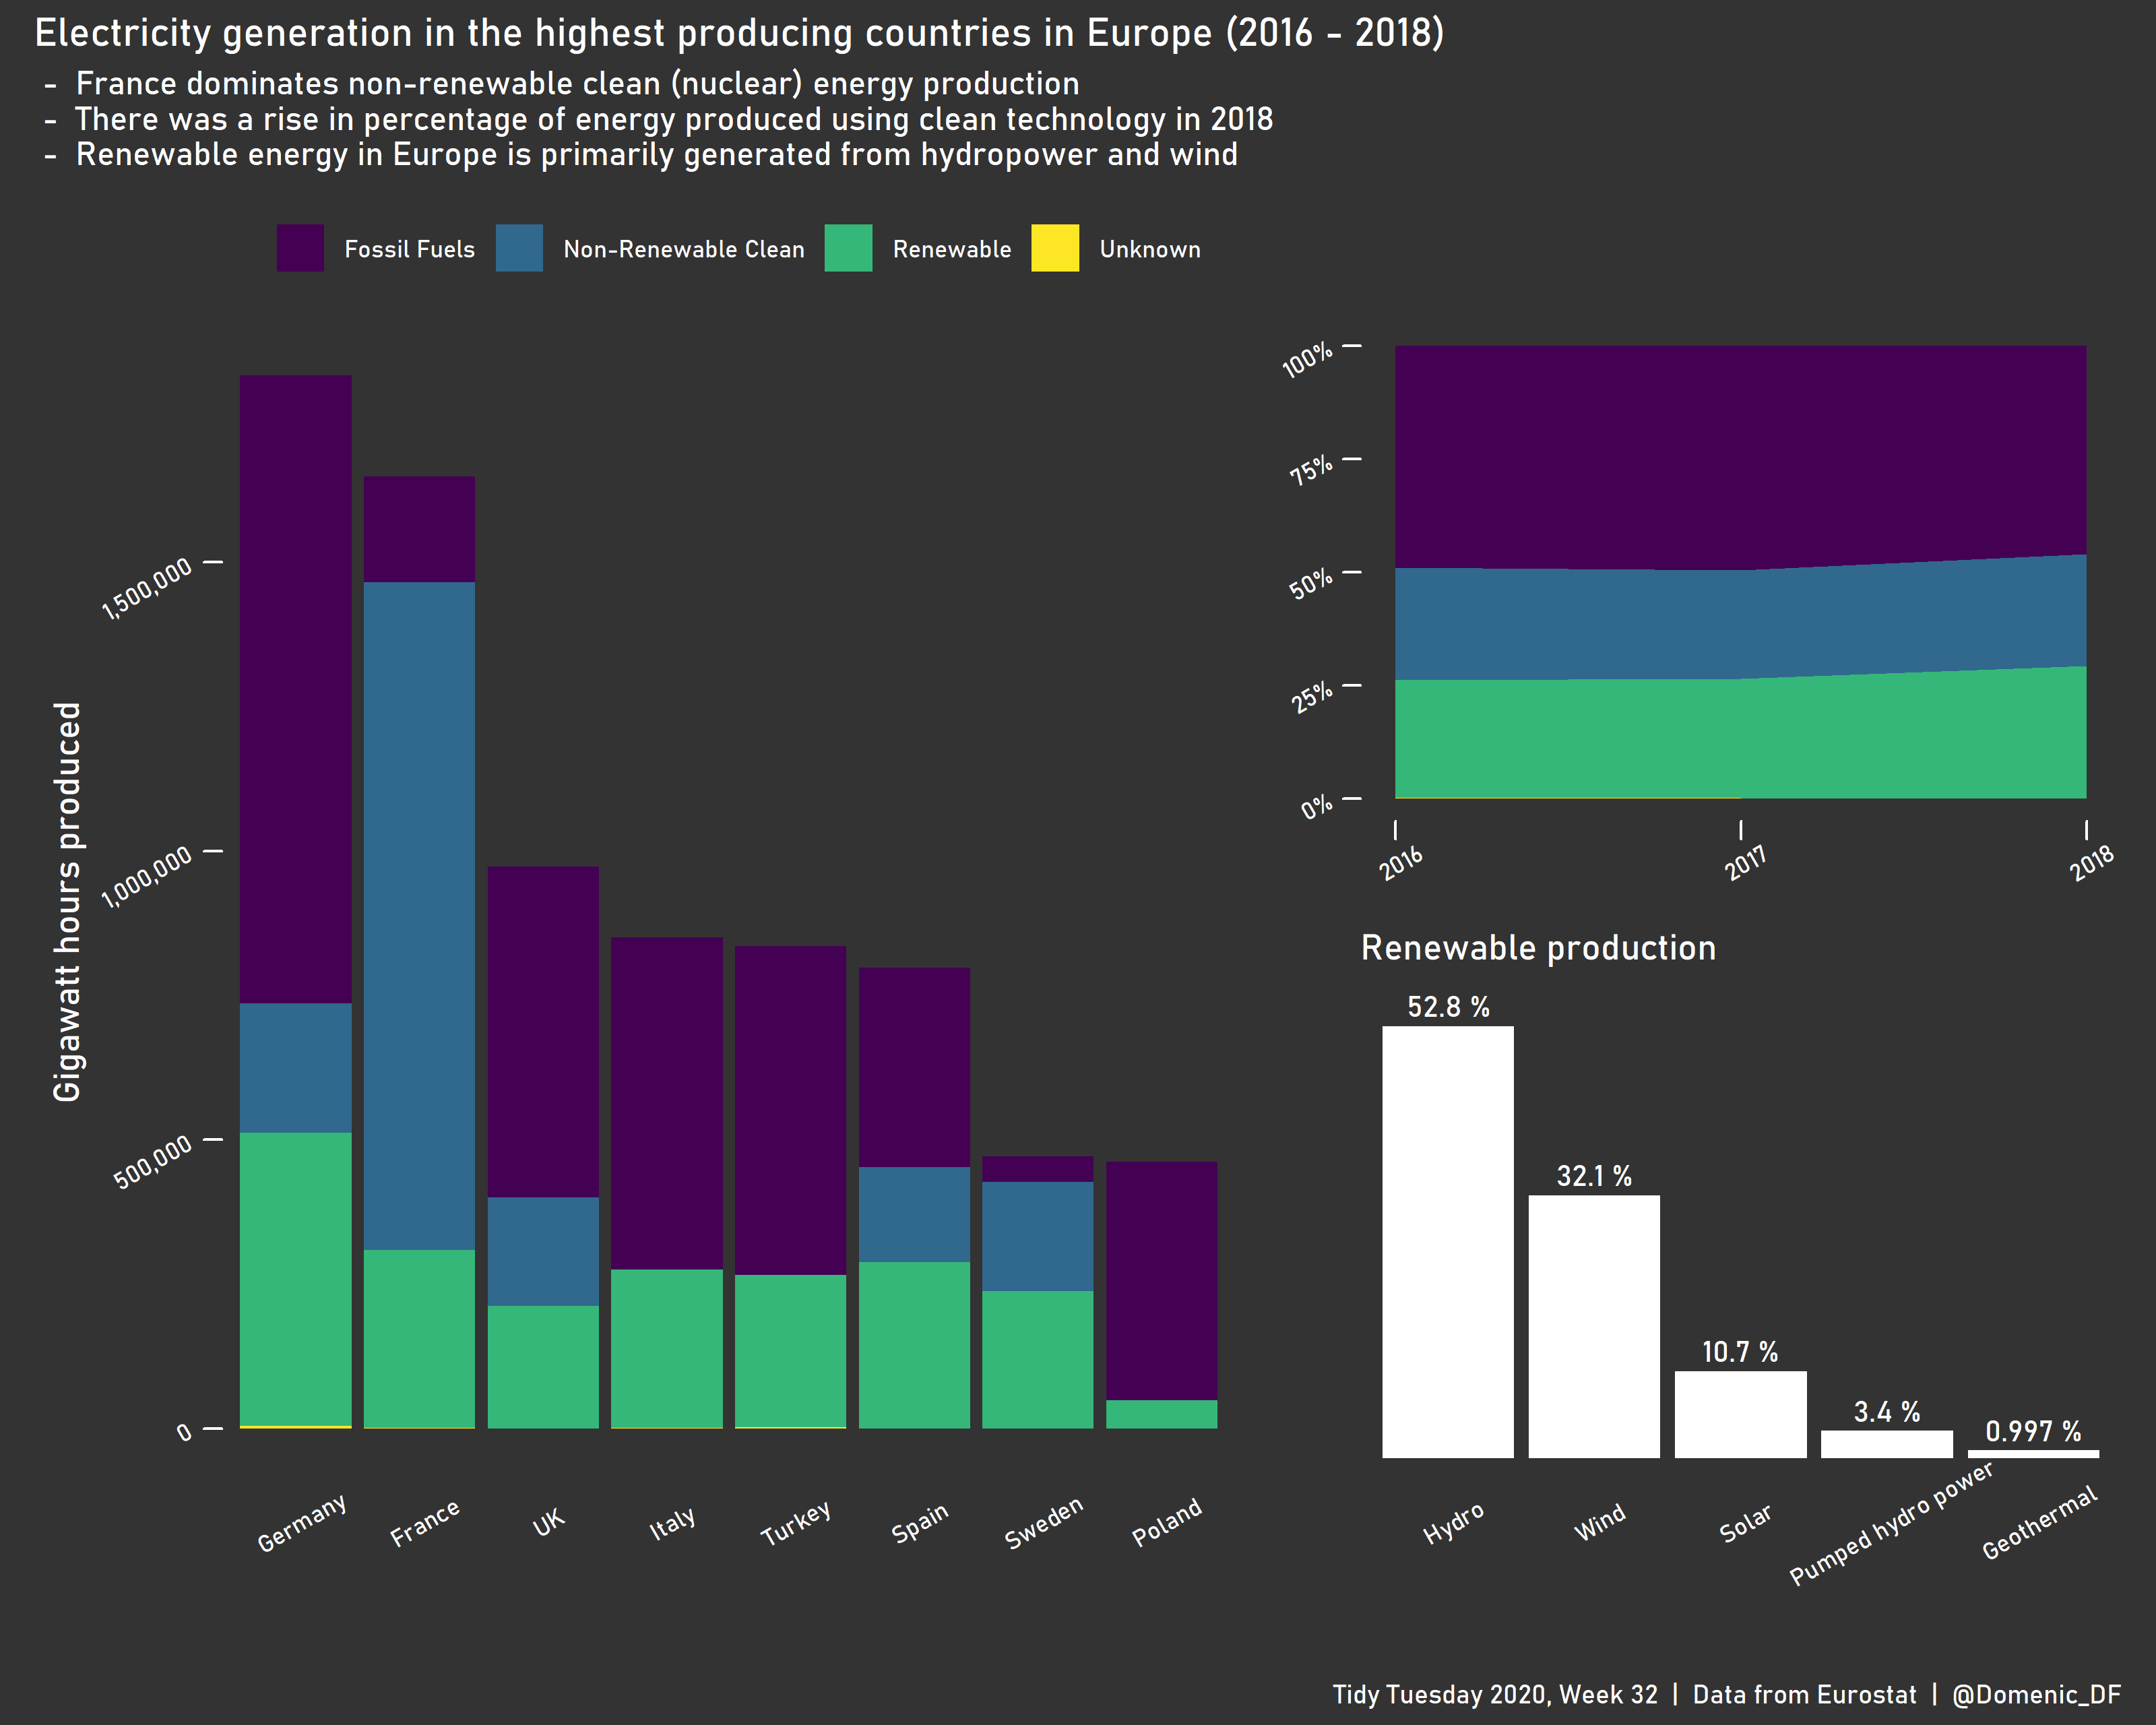 Electricity generation in the highest producing countries in Europe (2016 - 2018)
- France dominates non-renewable clean (nuclear) energy production
- There was a rise in percentage of energy produced using clean technology in 2018
- Renewable energy in Europe is primarily generated from hydropower and wind
Fossil Fuels Non-Renewable Clean Renewable Unknown
Gigawatt hours produced
1,500,000
1,000,000
500,000
0
Germany France UK Italy Turkey Spain Sweden Poland
100%
75%
50%
25%
0%
2016 2017 2018
Renewable production
52.8 %
32.1 %
10.7 %
3.4 %
0.997 %
Hydro Wind Solar Pumped hydro power Geothermal
Tidy Tuesday 2020, Week 32 | Data from Eurostat | @Domenic_DF